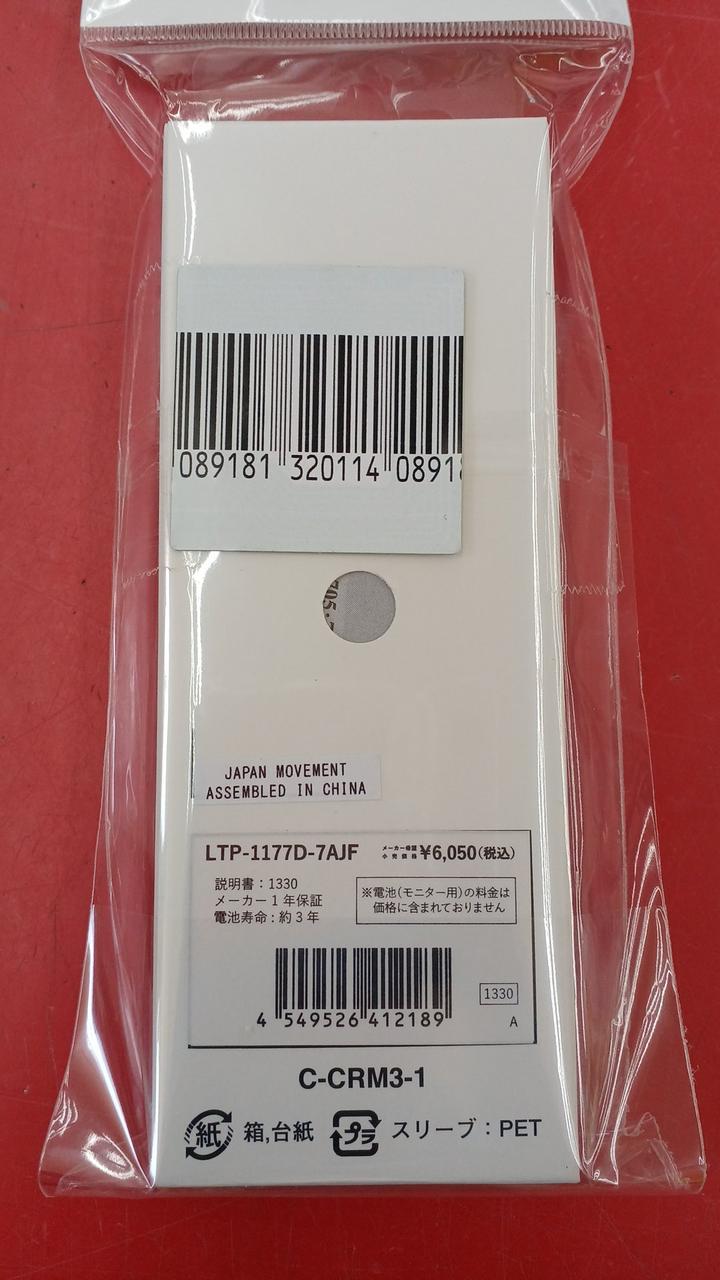 089181 320114 08918
405.
JAPAN MOVEMENT
ASSEMBLED IN CHINA
LTP-1177D-7AJF メーカー希望小売価格 ¥6,050(税込)
説明書：1330
メーカー1年保証
電池寿命：約3年
※電池(モニター用)の料金は
価格に含まれておりません
4 549526 412189
1330
A
C-CRM3-1
紙 箱,台紙 プラ スリーブ：PET